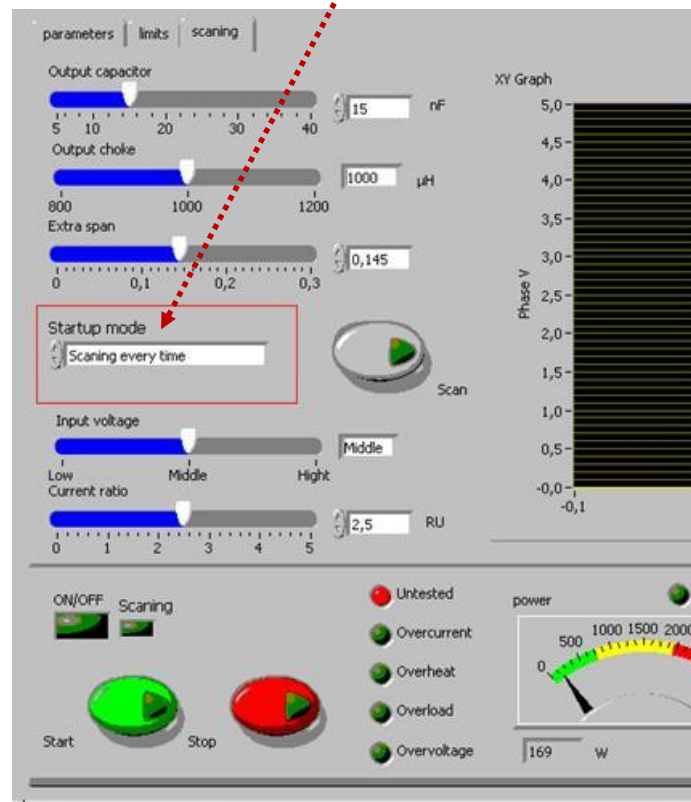 parameters limits scaning
Output capacitor
15 nF
5 10 20 30 40
Output choke
1000 µH
800 1000 1200
Extra span
0,145
0 0,1 0,2 0,3
Startup mode
Scaning every time
Scan
Input voltage
Middle
Low Middle Hight
Current ratio
2,5 RU
0 1 2 3 4 5
XY Graph
Phase V
5,0
4,5
4,0
3,5
3,0
2,5
2,0
1,5
1,0
0,5
-0,0
-0,1
ON/OFF Scaning
Start Stop
Untested
Overcurrent
Overheat
Overload
Overvoltage
power
0 500 1000 1500 2000
169 W